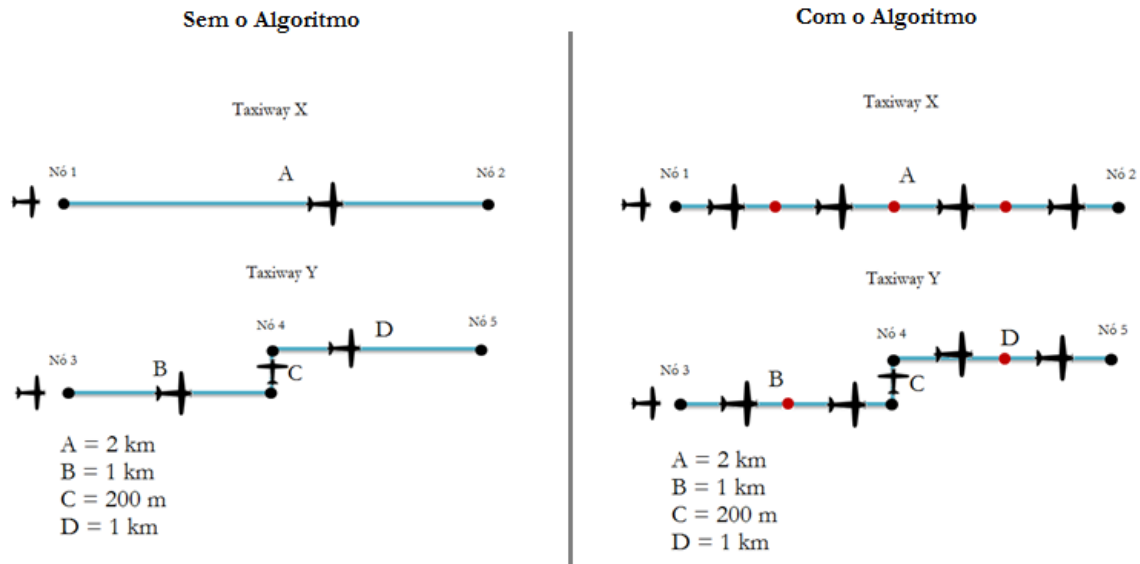 Sem o Algoritmo
Taxiway X
Nó 1
A
Nó 2
Taxiway Y
Nó 4
D
Nó 5
Nó 3
B
C
A = 2 km
B = 1 km
C = 200 m
D = 1 km
Com o Algoritmo
Taxiway X
Nó 1
A
Nó 2
Taxiway Y
Nó 4
D
Nó 5
Nó 3
B
C
A = 2 km
B = 1 km
C = 200 m
D = 1 km